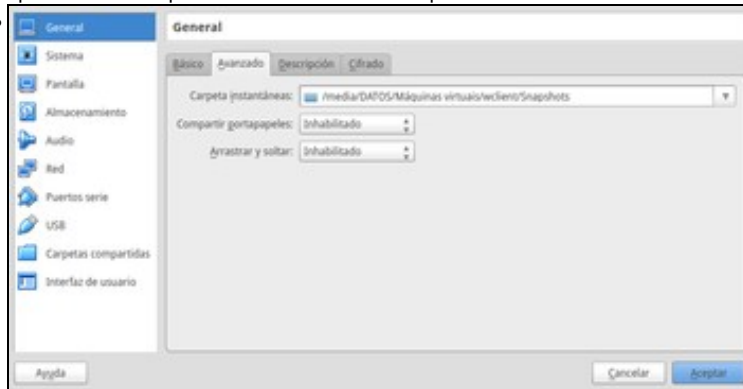 General
Sistema
Pantalla
Almacenamiento
Audio
Red
Puertos serie
USB
Carpetas compartidas
Interfaz de usuario
General
Básico Avanzado Descripción Cifrado
Carpeta instantáneas: /media/DATOS/Máquinas virtuais/wclient/Snapshots
Compartir portapapeles: Inhabilitado
Arrastrar y soltar: Inhabilitado
Ayuda Cancelar Aceptar